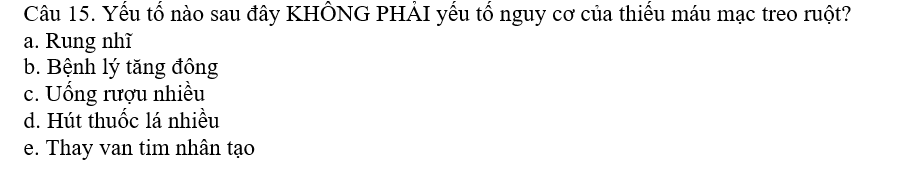 Câu 15. Yếu tố nào sau đây KHÔNG PHẢI yếu tố nguy cơ của thiếu máu mạc treo ruột?
a. Rung nhĩ
b. Bệnh lý tăng đông
c. Uống rượu nhiều
d. Hút thuốc lá nhiều
e. Thay van tim nhân tạo